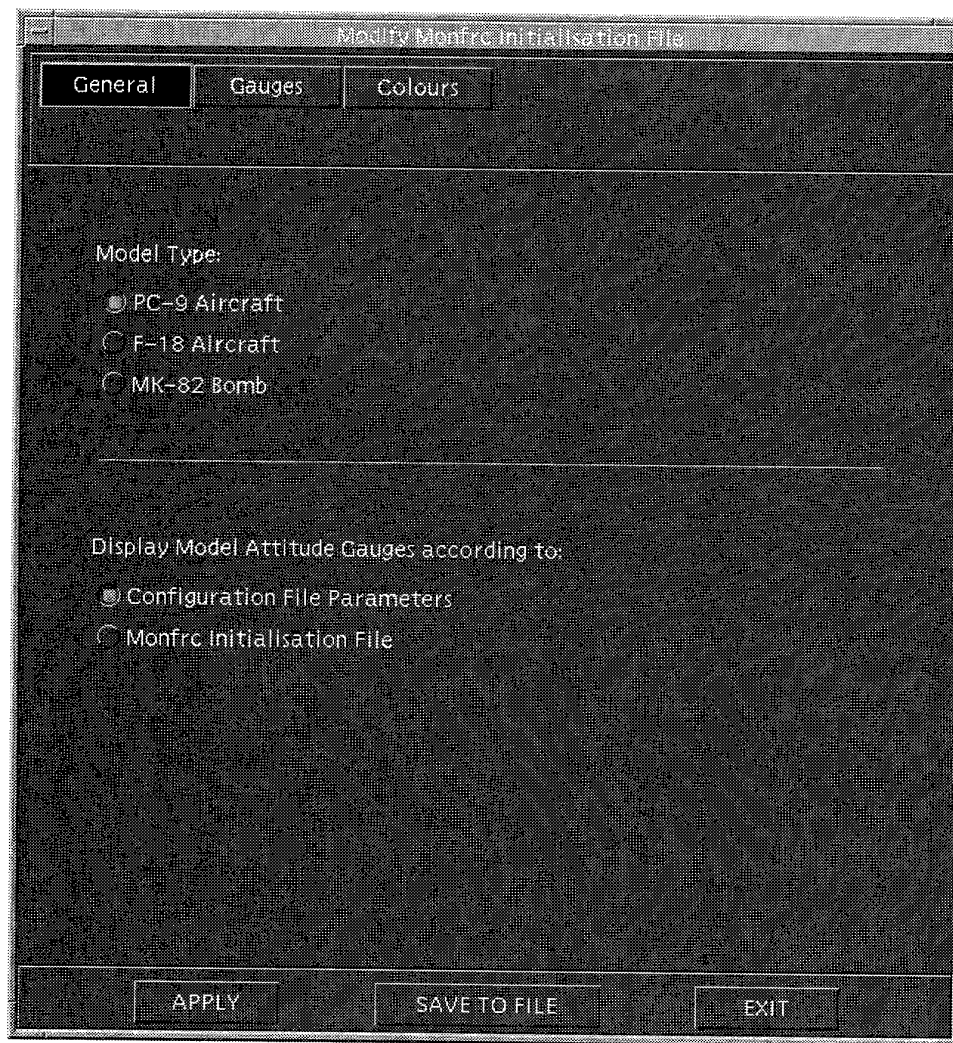 Modify Monfrc Initialisation File
General Gauges Colours
Model Type:
PC-9 Aircraft
F-18 Aircraft
MK-82 Bomb
Display Model Attitude Gauges according to:
Configuration File Parameters
Monfrc Initialisation File
APPLY SAVE TO FILE EXIT